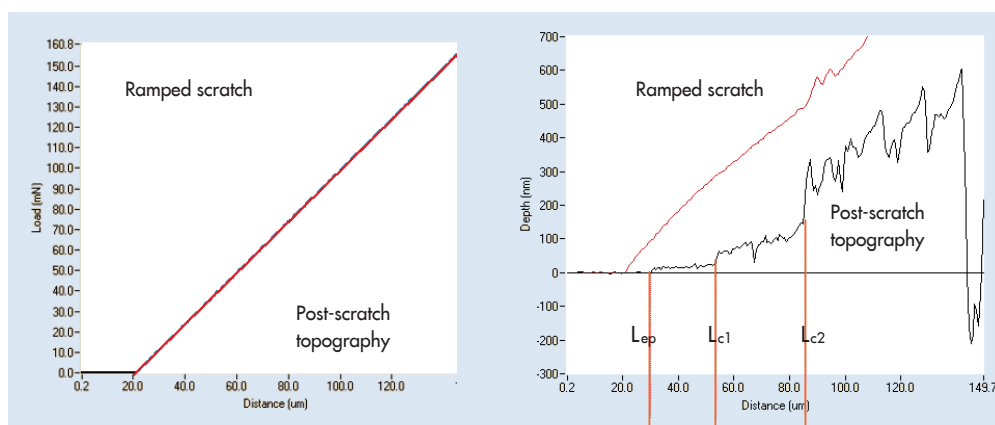 160.8
150.0
140.0
130.0
120.0
110.0
100.0
90.0
80.0
70.0
60.0
50.0
40.0
30.0
20.0
10.0
0.0
Load (mN)
Ramped scratch
Post-scratch
topography
0.2 20.0 40.0 60.0 80.0 100.0 120.0
Distance (um)
700
600
500
400
300
200
100
0
-100
-200
-300
Depth (nm)
Ramped scratch
Post-scratch
topography
Lep Lc1 Lc2
0.2 20.0 40.0 60.0 80.0 100.0 120.0 149.7
Distance (um)